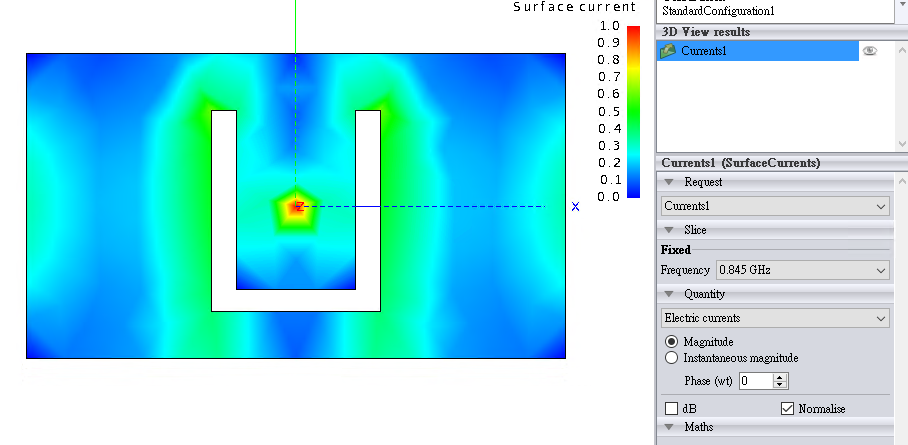 Surface current
1.0
0.9
0.8
0.7
0.6
0.5
0.4
0.3
0.2
0.1
0.0
X
StandardConfiguration1
3D View results
Currents1
Currents1 (SurfaceCurrents)
Request
Currents1
Slice
Fixed
Frequency 0.845 GHz
Quantity
Electric currents
Magnitude
Instantaneous magnitude
Phase (wt) 0
dB Normalise
Maths